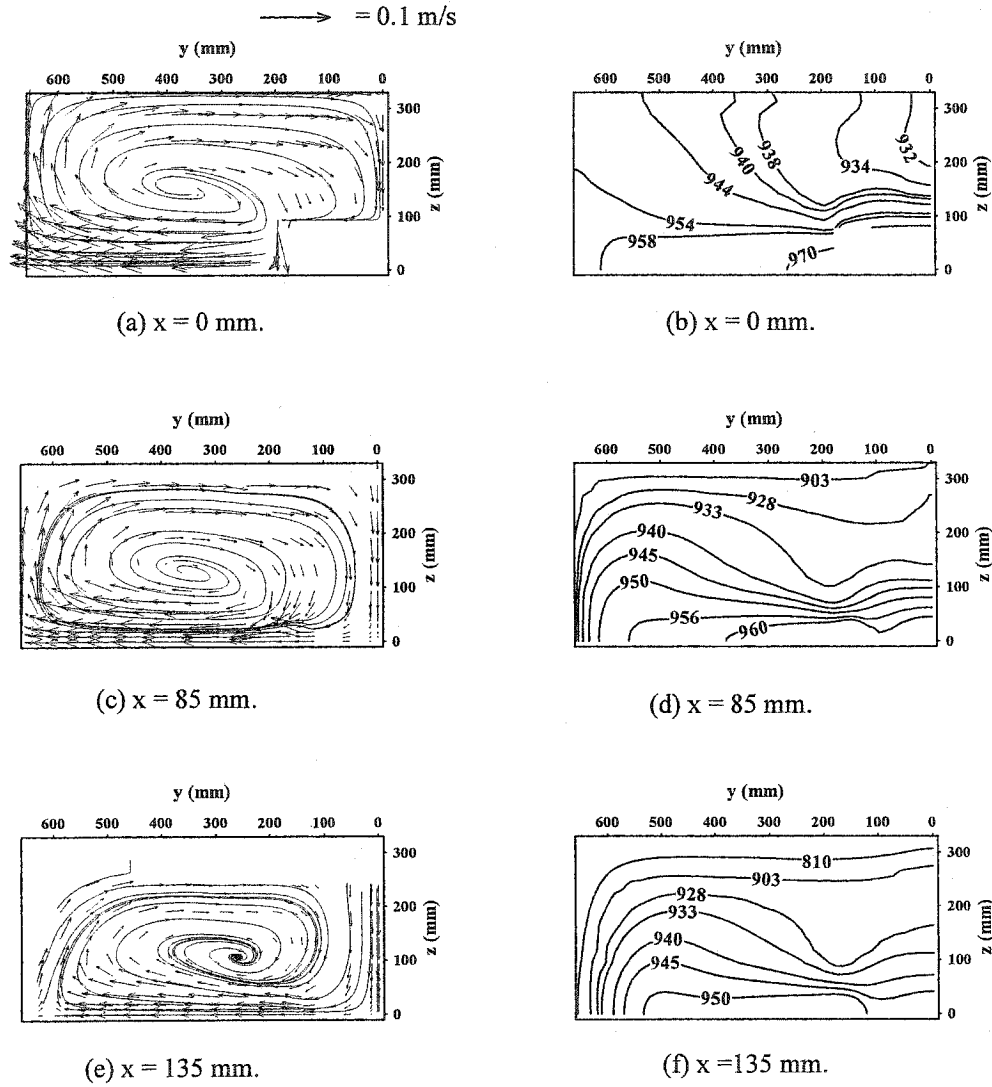 = 0.1 m/s
y (mm)
600 500 400 300 200 100 0
300
200
100
0
z (mm)
(a) x = 0 mm.
y (mm)
600 500 400 300 200 100 0
300
200
100
0
z (mm)
932
934
938
940
944
954
958
970
(b) x = 0 mm.
y (mm)
600 500 400 300 200 100 0
300
200
100
0
z (mm)
(c) x = 85 mm.
y (mm)
600 500 400 300 200 100 0
300
200
100
0
z (mm)
903
928
933
940
945
950
956
960
(d) x = 85 mm.
y (mm)
600 500 400 300 200 100 0
300
200
100
0
z (mm)
(e) x = 135 mm.
y (mm)
600 500 400 300 200 100 0
300
200
100
0
z (mm)
810
903
928
933
940
945
950
(f) x =135 mm.